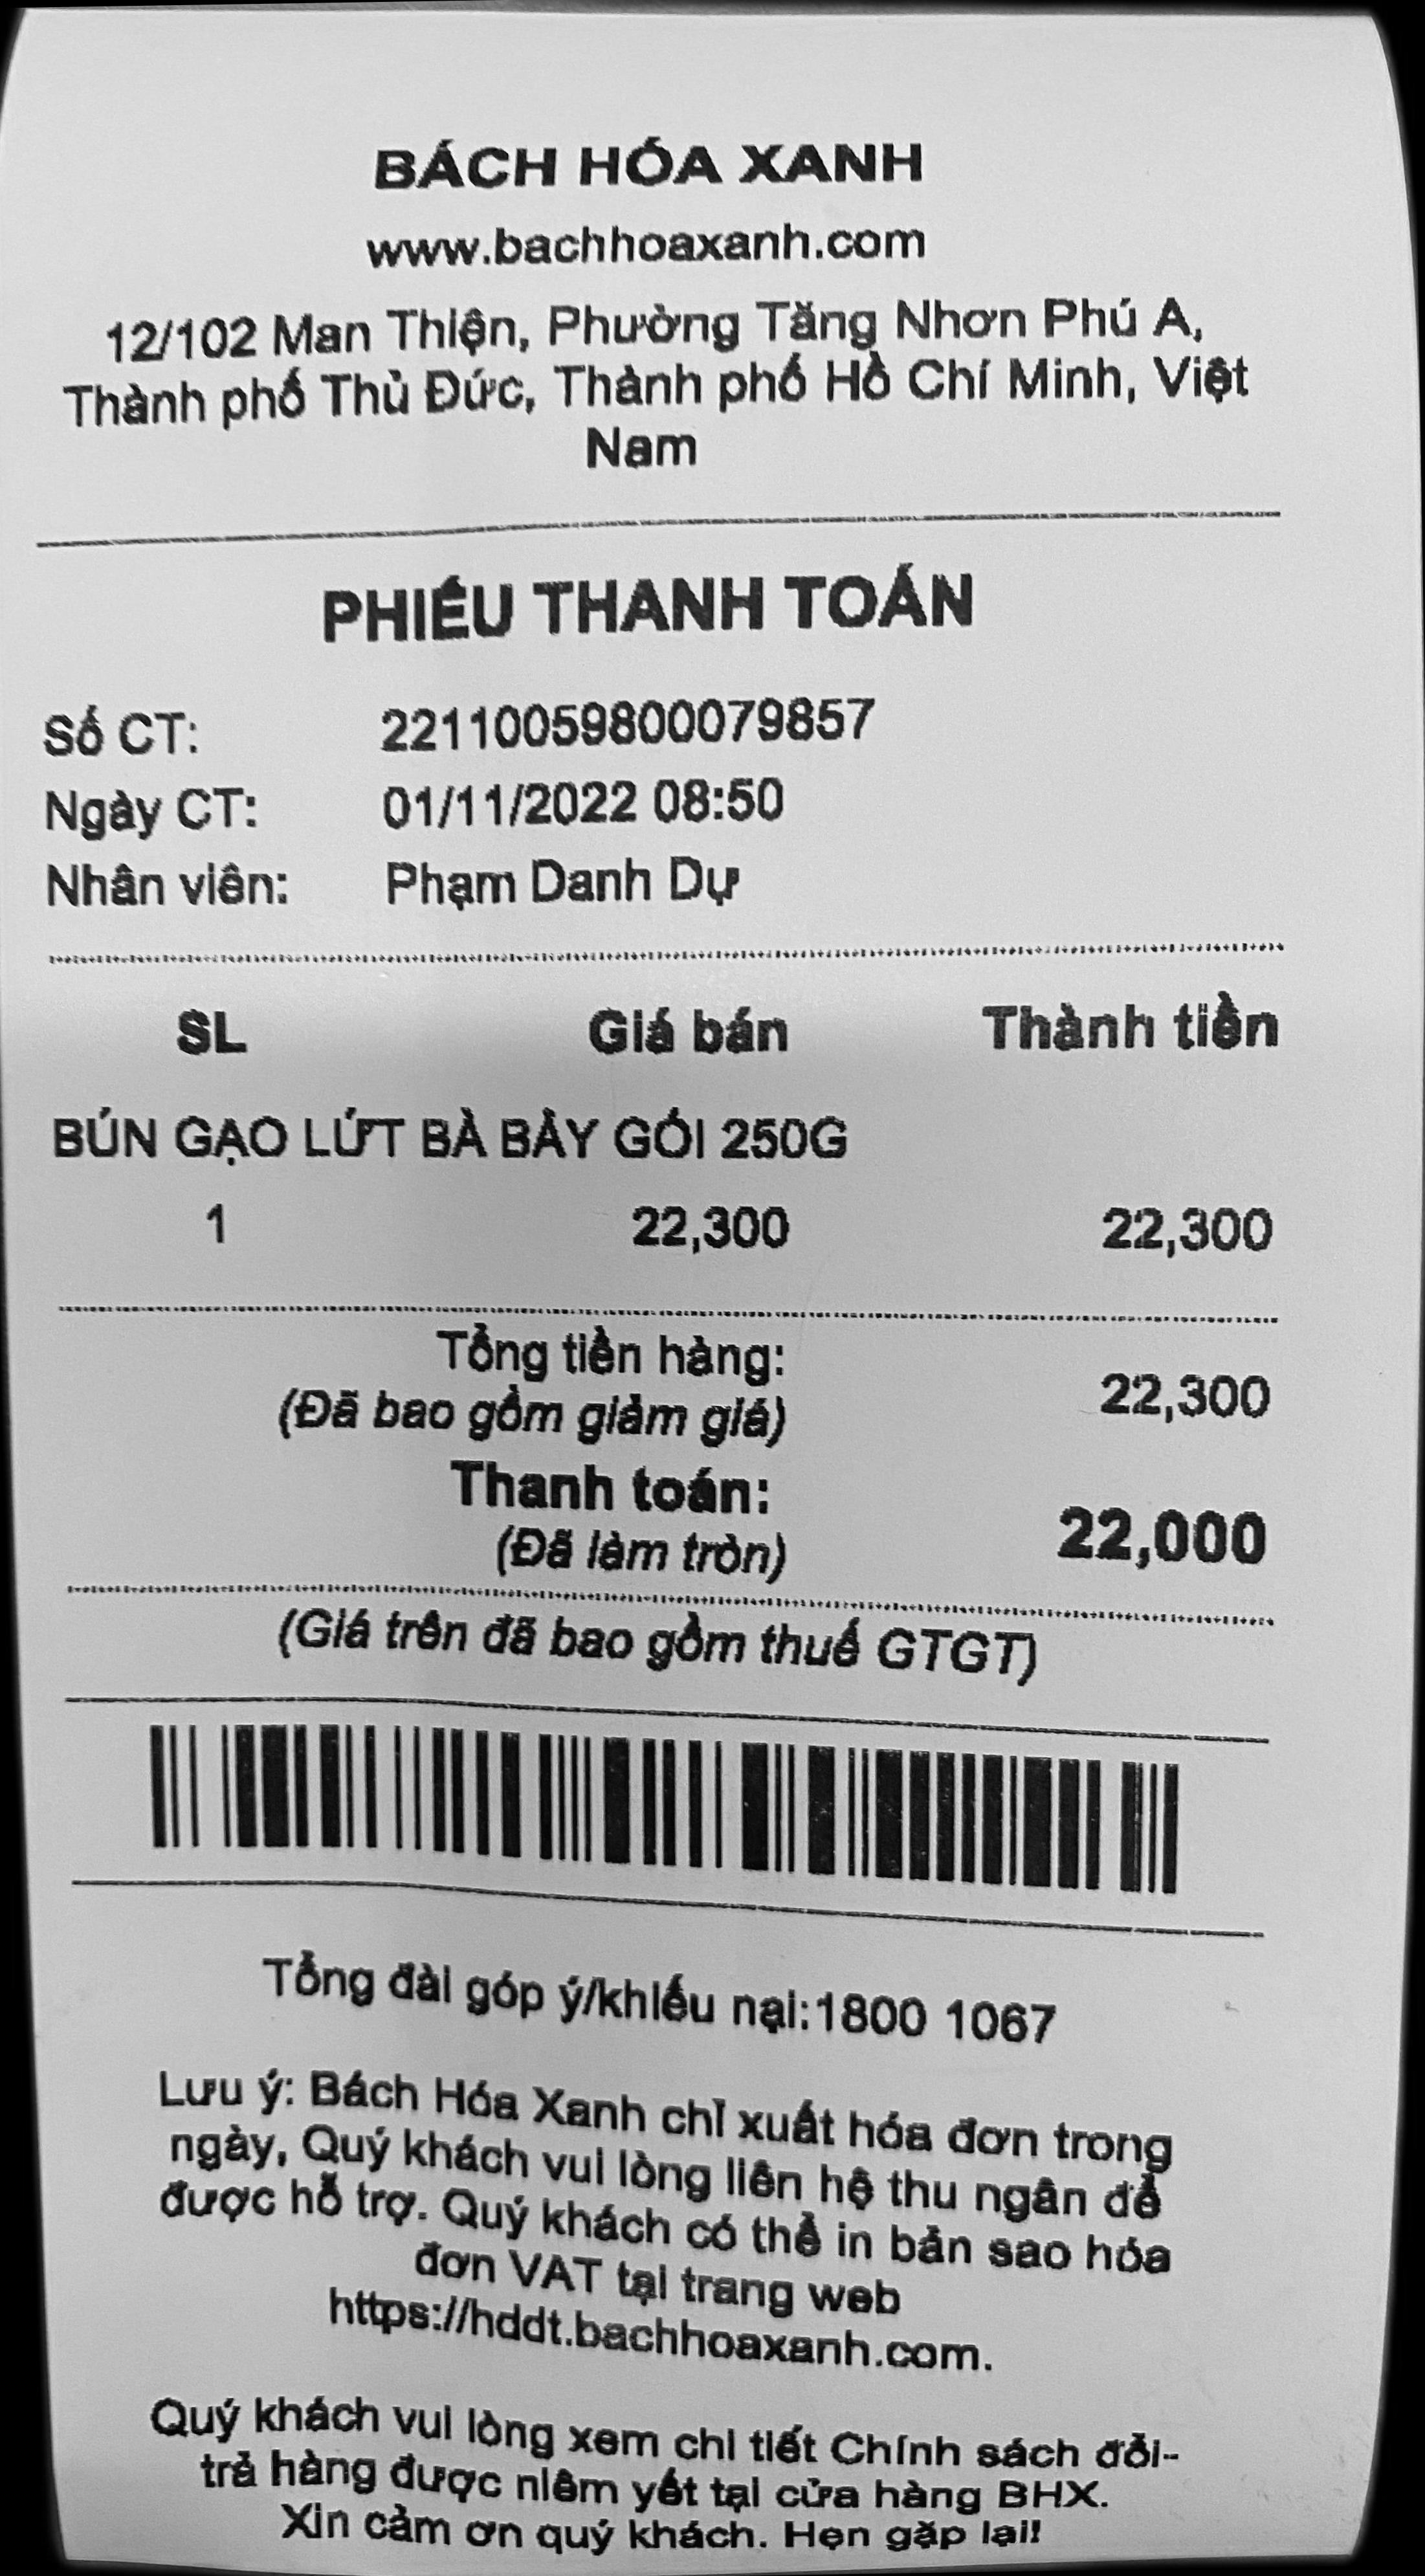 BÁCH HÓA XANH
www.bachhoaxanh.com
12/102 Man Thiện, Phường Tăng Nhơn Phú A,
Thành phố Thủ Đức, Thành phố Hồ Chí Minh, Việt
Nam
PHIẾU THANH TOÁN
Số CT: 22110059800079857
Ngày CT: 01/11/2022 08:50
Nhân viên: Phạm Danh Dự
SL Giá bán Thành tiền
BÚN GẠO LỨT BÀ BẢY GÓI 250G
1 22,300 22,300
Tổng tiền hàng:
(Đã bao gồm giảm giá) 22,300
Thanh toán:
(Đã làm tròn) 22,000
(Giá trên đã bao gồm thuế GTGT)
Tổng đài góp ý/khiếu nại:1800 1067
Lưu ý: Bách Hóa Xanh chỉ xuất hóa đơn trong
ngày, Quý khách vui lòng liên hệ thu ngân để
được hỗ trợ. Quý khách có thể in bản sao hóa
đơn VAT tại trang web
https://hddt.bachhoaxanh.com.
Quý khách vui lòng xem chi tiết Chính sách đổi-
trả hàng được niêm yết tại cửa hàng BHX.
Xin cảm ơn quý khách. Hẹn gặp lại!